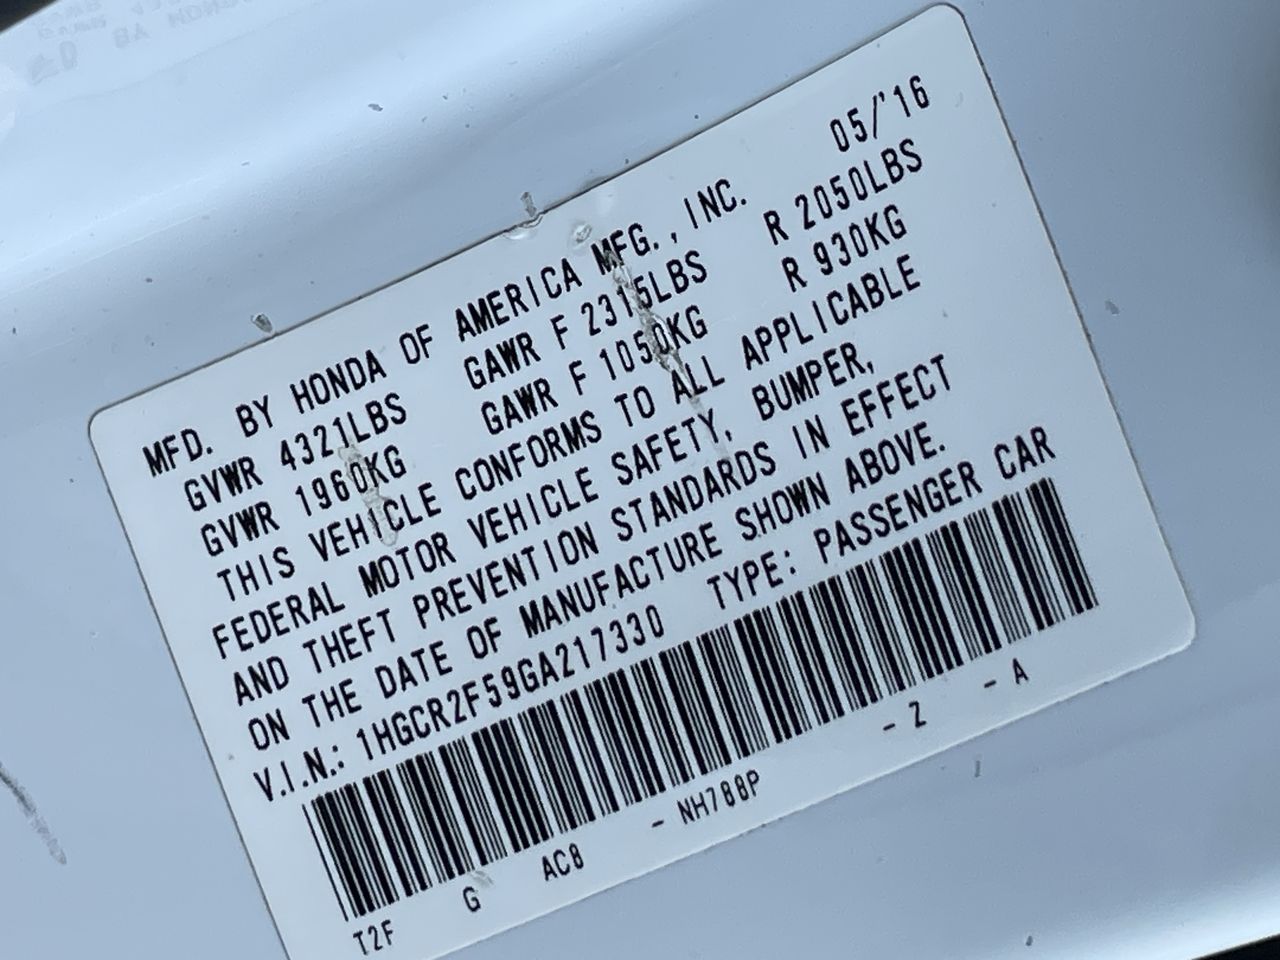 05/'16
MFD. BY HONDA OF AMERICA MFG., INC.
GVWR 4321LBS GAWR F 2315LBS R 2050LBS
GVWR 1960KG GAWR F 1050KG R 930KG
THIS VEHICLE CONFORMS TO ALL APPLICABLE
FEDERAL MOTOR VEHICLE SAFETY, BUMPER,
AND THEFT PREVENTION STANDARDS IN EFFECT
ON THE DATE OF MANUFACTURE SHOWN ABOVE.
V.I.N.: 1HGCR2F59GA217330 TYPE: PASSENGER CAR
T2F G AC8 - NH788P - Z - A